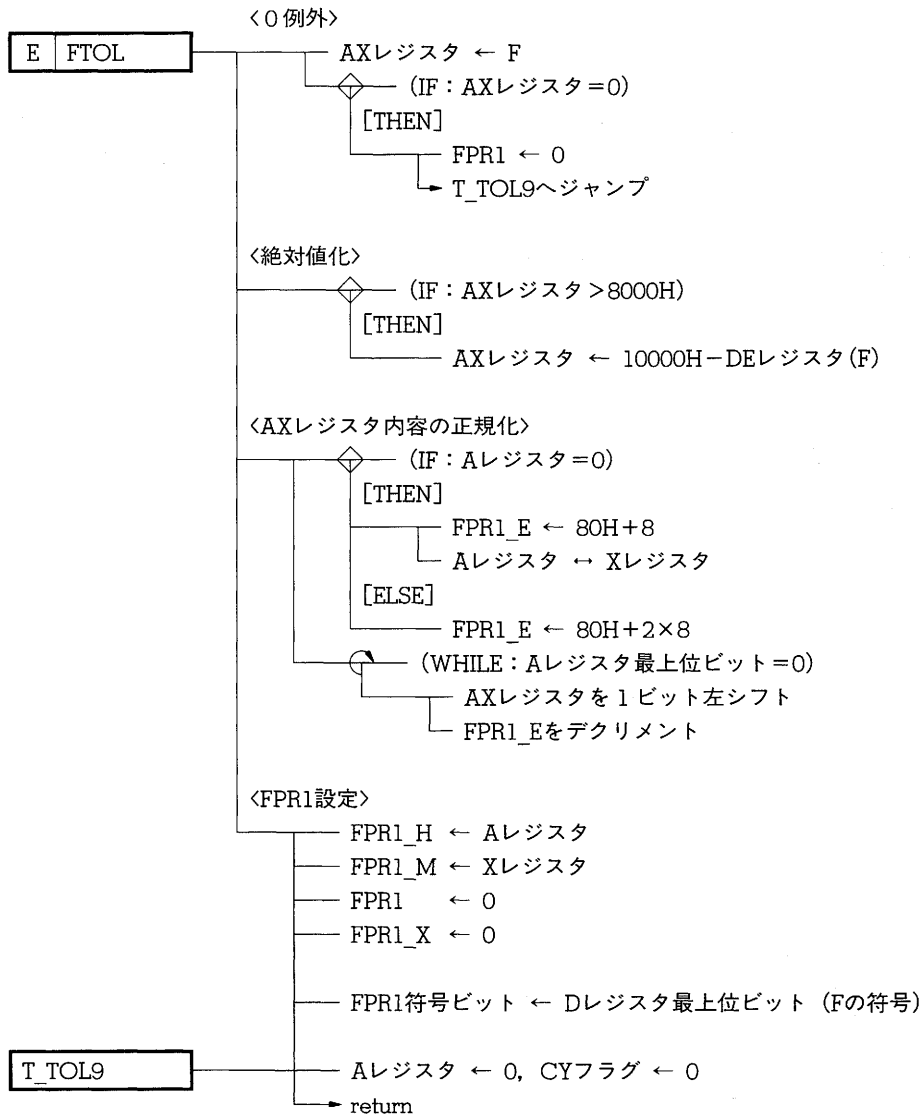 〈0例外〉
E FTOL
AXレジスタ ← F
(IF：AXレジスタ＝0)
[THEN]
FPR1 ← 0
T_TOL9へジャンプ
〈絶対値化〉
(IF：AXレジスタ＞8000H)
[THEN]
AXレジスタ ← 10000H－DEレジスタ(F)
〈AXレジスタ内容の正規化〉
(IF：Aレジスタ＝0)
[THEN]
FPR1_E ← 80H＋8
Aレジスタ ↔ Xレジスタ
[ELSE]
FPR1_E ← 80H＋2×8
(WHILE：Aレジスタ最上位ビット＝0)
AXレジスタを1ビット左シフト
FPR1_Eをデクリメント
〈FPR1設定〉
FPR1_H ← Aレジスタ
FPR1_M ← Xレジスタ
FPR1 ← 0
FPR1_X ← 0
FPR1符号ビット ← Dレジスタ最上位ビット (Fの符号)
T_TOL9
Aレジスタ ← 0, CYフラグ ← 0
return